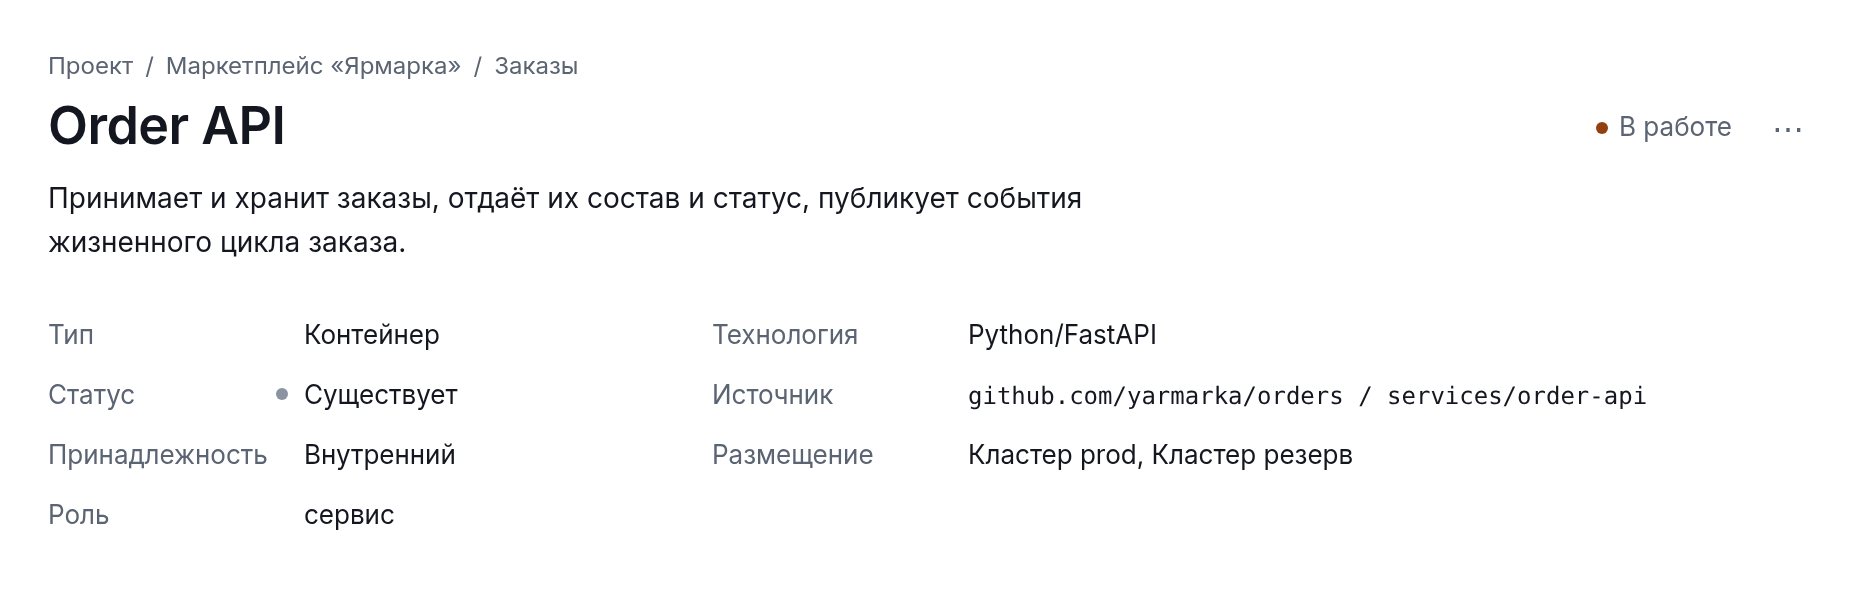 Проект / Маркетплейс «Ярмарка» / Заказы
Order API
В работе ...
Принимает и хранит заказы, отдаёт их состав и статус, публикует события
жизненного цикла заказа.
Тип Контейнер Технология Python/FastAPI
Статус Существует Источник github.com/yarmarka/orders / services/order-api
Принадлежность Внутренний Размещение Кластер prod, Кластер резерв
Роль сервис